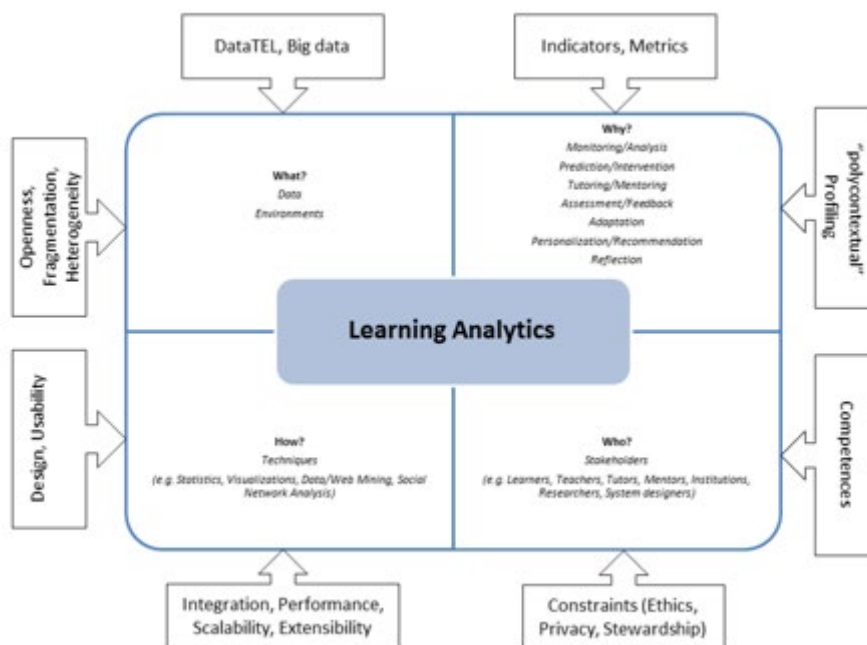 DataTEL, Big data
Indicators, Metrics
Openness,
Fragmentation,
Heterogeneity
What?
Data
Environments
Why?
Monitoring/Analysis
Prediction/Intervention
Tutoring/Mentoring
Assessment/Feedback
Adaptation
Personalization/Recommendation
Reflection
"polycontextual"
Profiling
Learning Analytics
Design, Usability
How?
Techniques
(e.g. Statistics, Visualizations, Data/Web Mining, Social
Network Analysis)
Who?
Stakeholders
(e.g. Learners, Teachers, Tutors, Mentors, Institutions,
Researchers, System designers)
Competences
Integration, Performance,
Scalability, Extensibility
Constraints (Ethics,
Privacy, Stewardship)